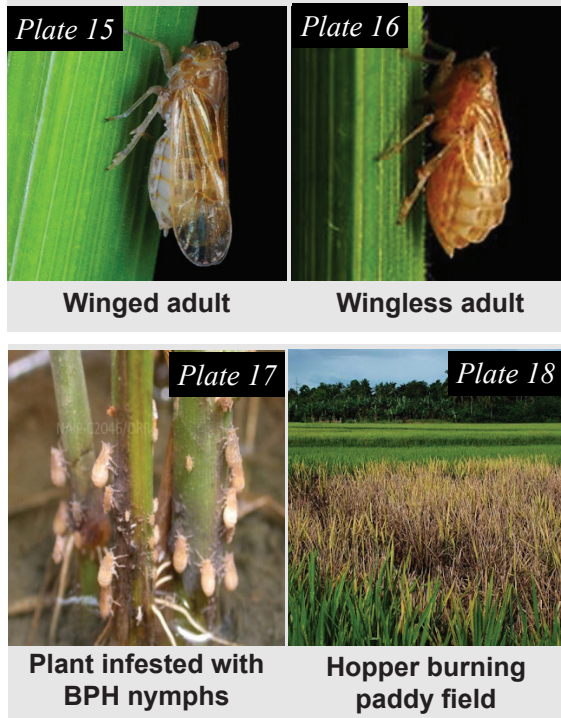 Plate 15
Plate 16
Winged adult
Wingless adult
Plate 17
Plate 18
Plant infested with
BPH nymphs
Hopper burning
paddy field